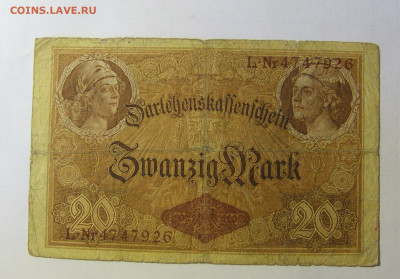 COINS.LAVE.RU
L-Nr 4747926
Darlehenskassenschein
Zwanzig Mark
20 20
L-Nr 4747926